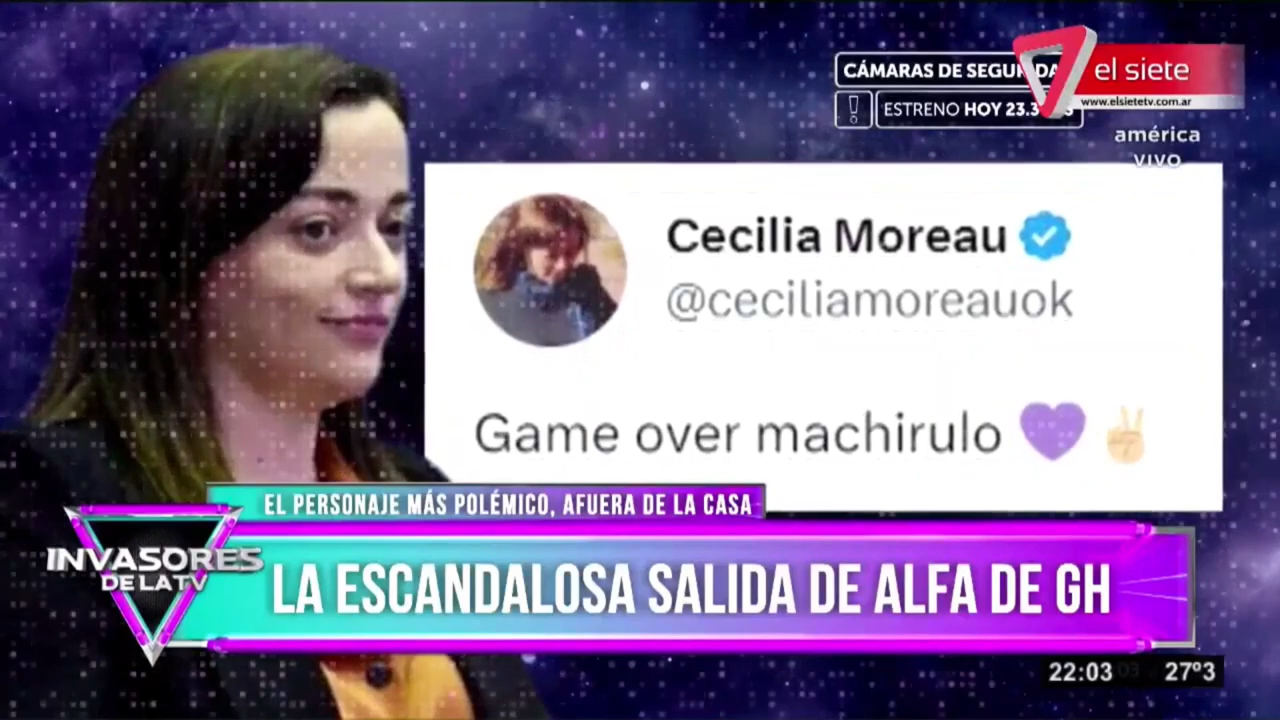 CÁMARAS DE SEGURIDA
el siete
ESTRENO HOY 23.3
www.elsietetv.com.ar
américa
VIVO
Cecilia Moreau
@ceciliamoreauok
Game over machirulo 💜✌🏼
EL PERSONAJE MÁS POLÉMICO, AFUERA DE LA CASA
INVASORES
DE LA TV
LA ESCANDALOSA SALIDA DE ALFA DE GH
22:03
27°3